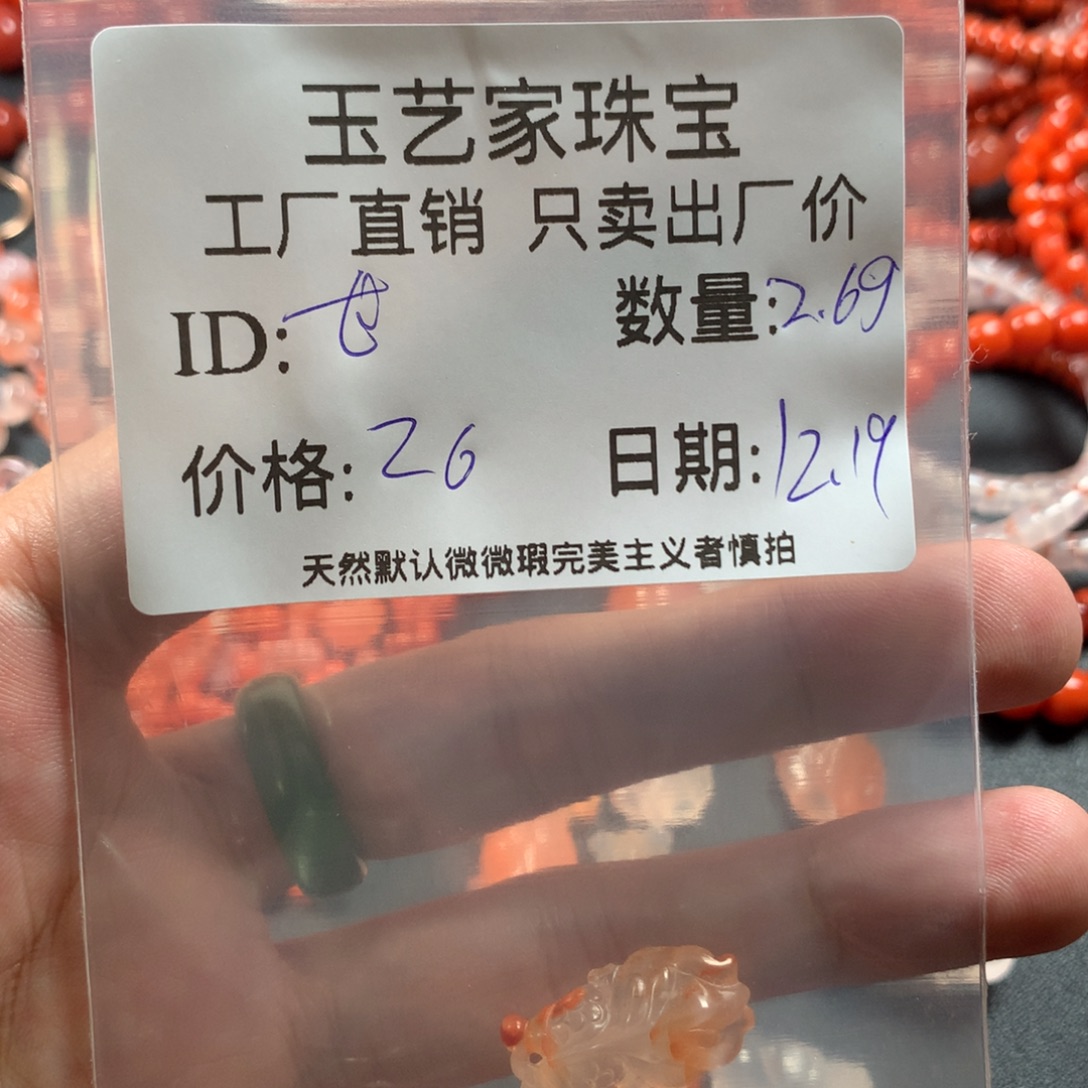 玉艺家珠宝
工厂直销 只卖出厂价
ID: 数量:2.69
价格:26 日期:12.19
天然默认微微瑕完美主义者慎拍